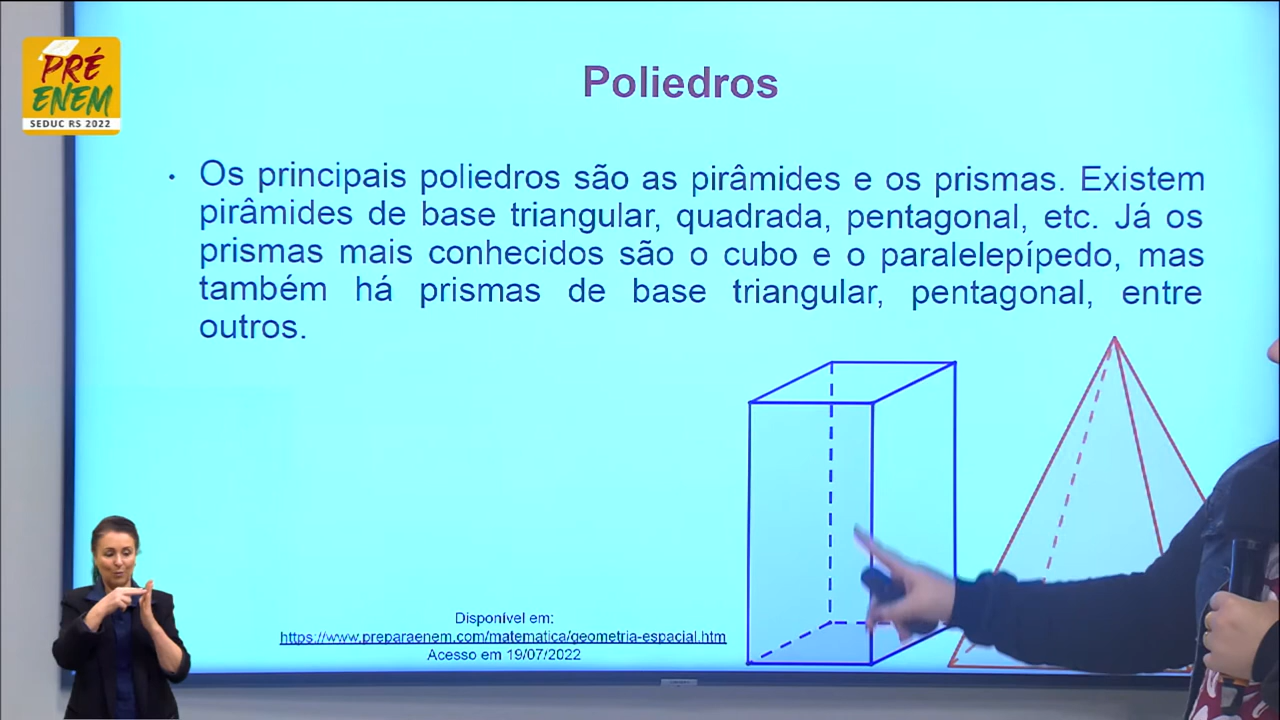 PRÉ
ENEM
SEDUC RS 2022
Poliedros
• Os principais poliedros são as pirâmides e os prismas. Existem
pirâmides de base triangular, quadrada, pentagonal, etc. Já os
prismas mais conhecidos são o cubo e o paralelepípedo, mas
também há prismas de base triangular, pentagonal, entre
outros.
Disponível em:
https://www.preparaenem.com/matematica/geometria-espacial.htm
Acesso em 19/07/2022